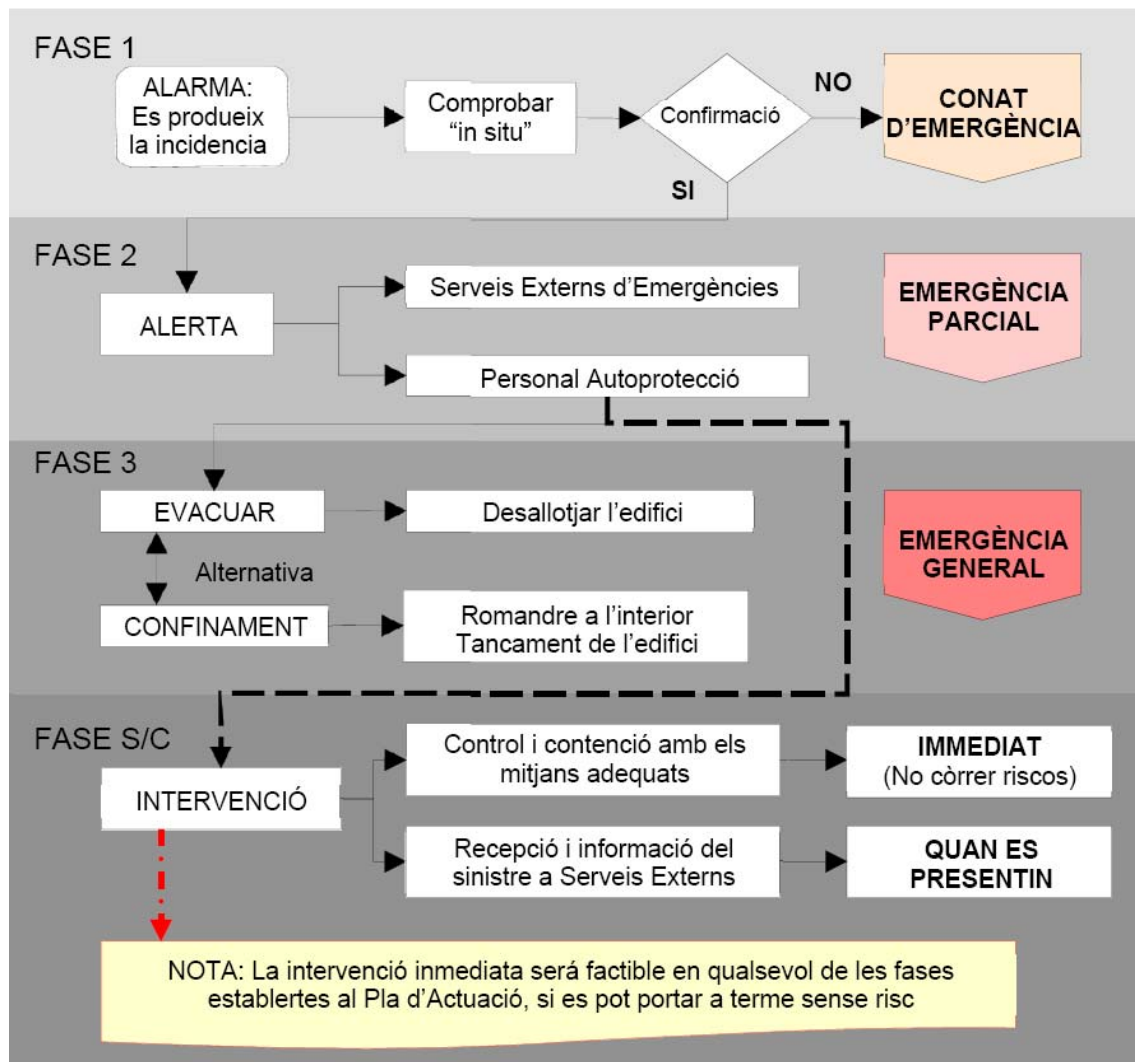 FASE 1
ALARMA:
Es produeix
la incidencia
Comprobar
“in situ”
Confirmació
NO
SI
CONAT
D’EMERGÈNCIA
FASE 2
ALERTA
Serveis Externs d’Emergències
Personal Autoprotecció
EMERGÈNCIA
PARCIAL
FASE 3
EVACUAR
Desallotjar l’edifici
Alternativa
CONFINAMENT
Romandre a l’interior
Tancament de l’edifici
EMERGÈNCIA
GENERAL
FASE S/C
INTERVENCIÓ
Control i contenció amb els
mitjans adequats
IMMEDIAT
(No còrrer riscos)
Recepció i informació del
sinistre a Serveis Externs
QUAN ES
PRESENTIN
NOTA: La intervenció inmediata será factible en qualsevol de les fases
establertes al Pla d’Actuació, si es pot portar a terme sense risc